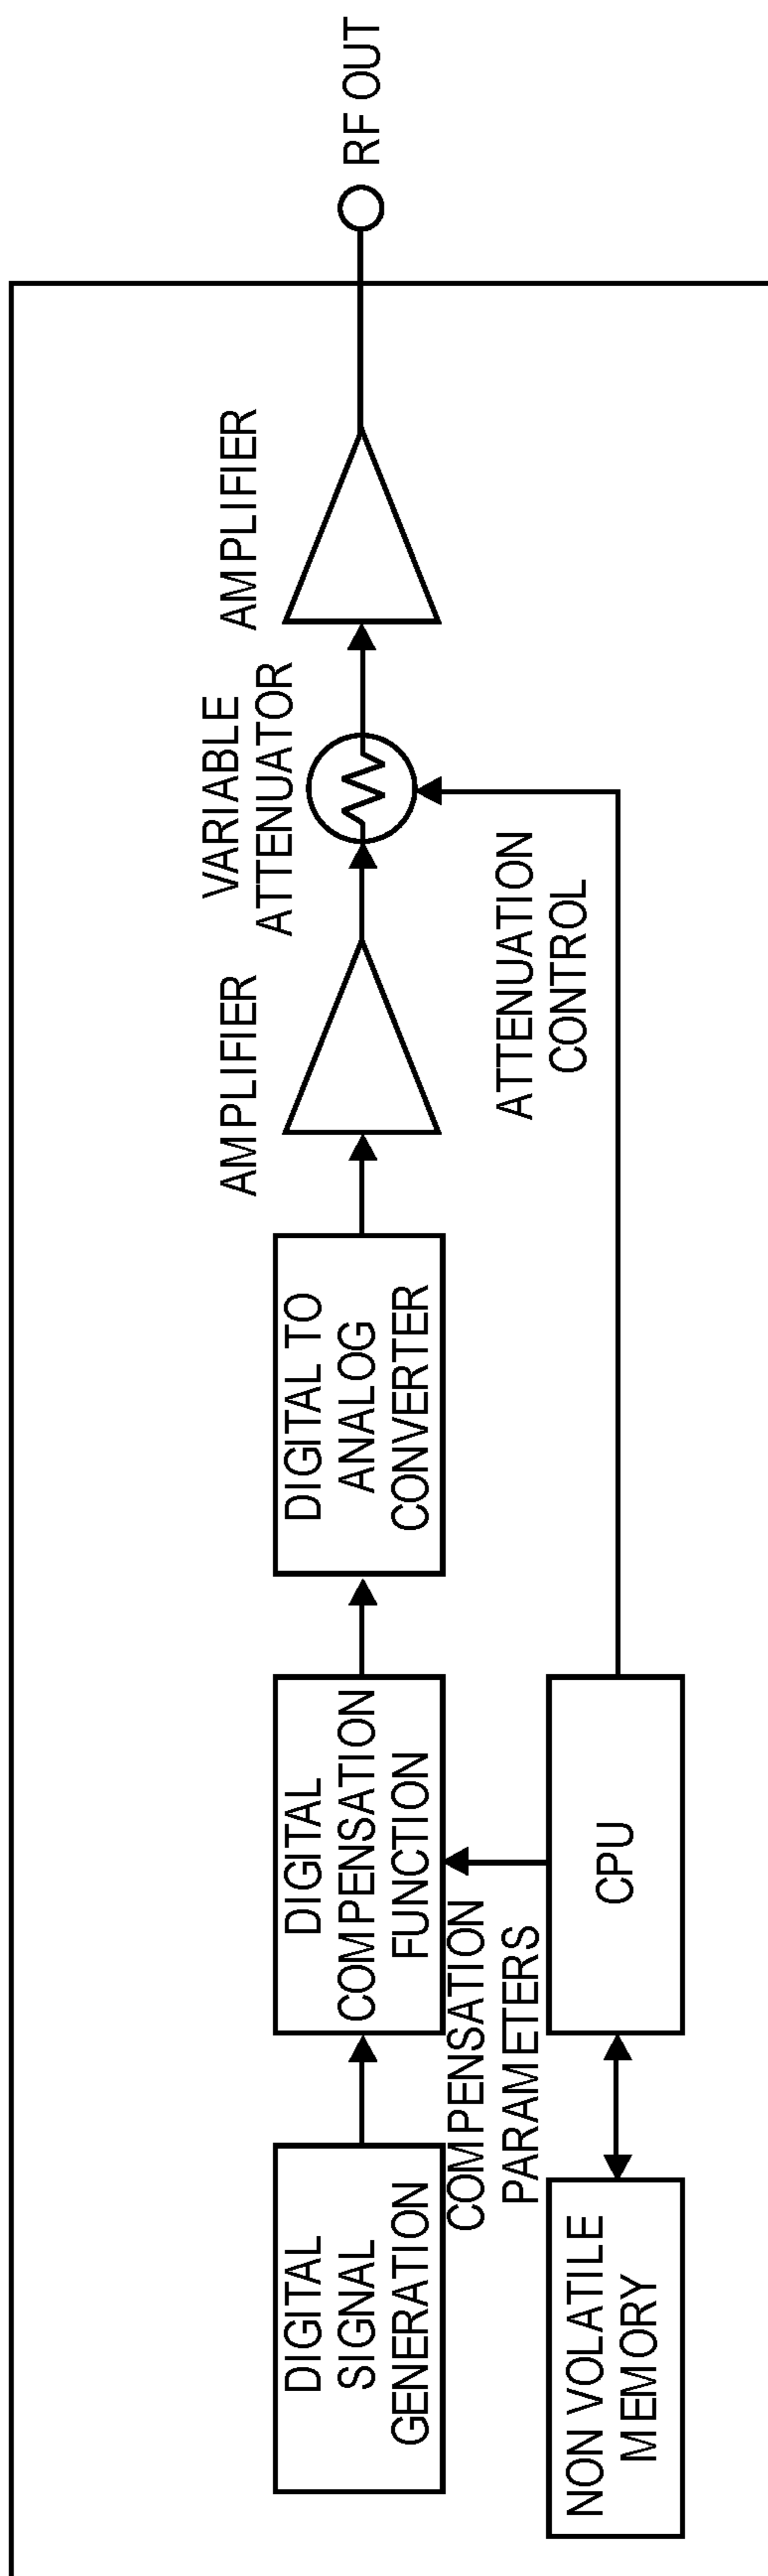 DIGITAL
SIGNAL
GENERATION
DIGITAL
COMPENSATION
FUNCTION
DIGITAL TO
ANALOG
CONVERTER
AMPLIFIER
VARIABLE
ATTENUATOR
AMPLIFIER
RF OUT
COMPENSATION
PARAMETERS
ATTENUATION
CONTROL
NON VOLATILE
MEMORY
CPU